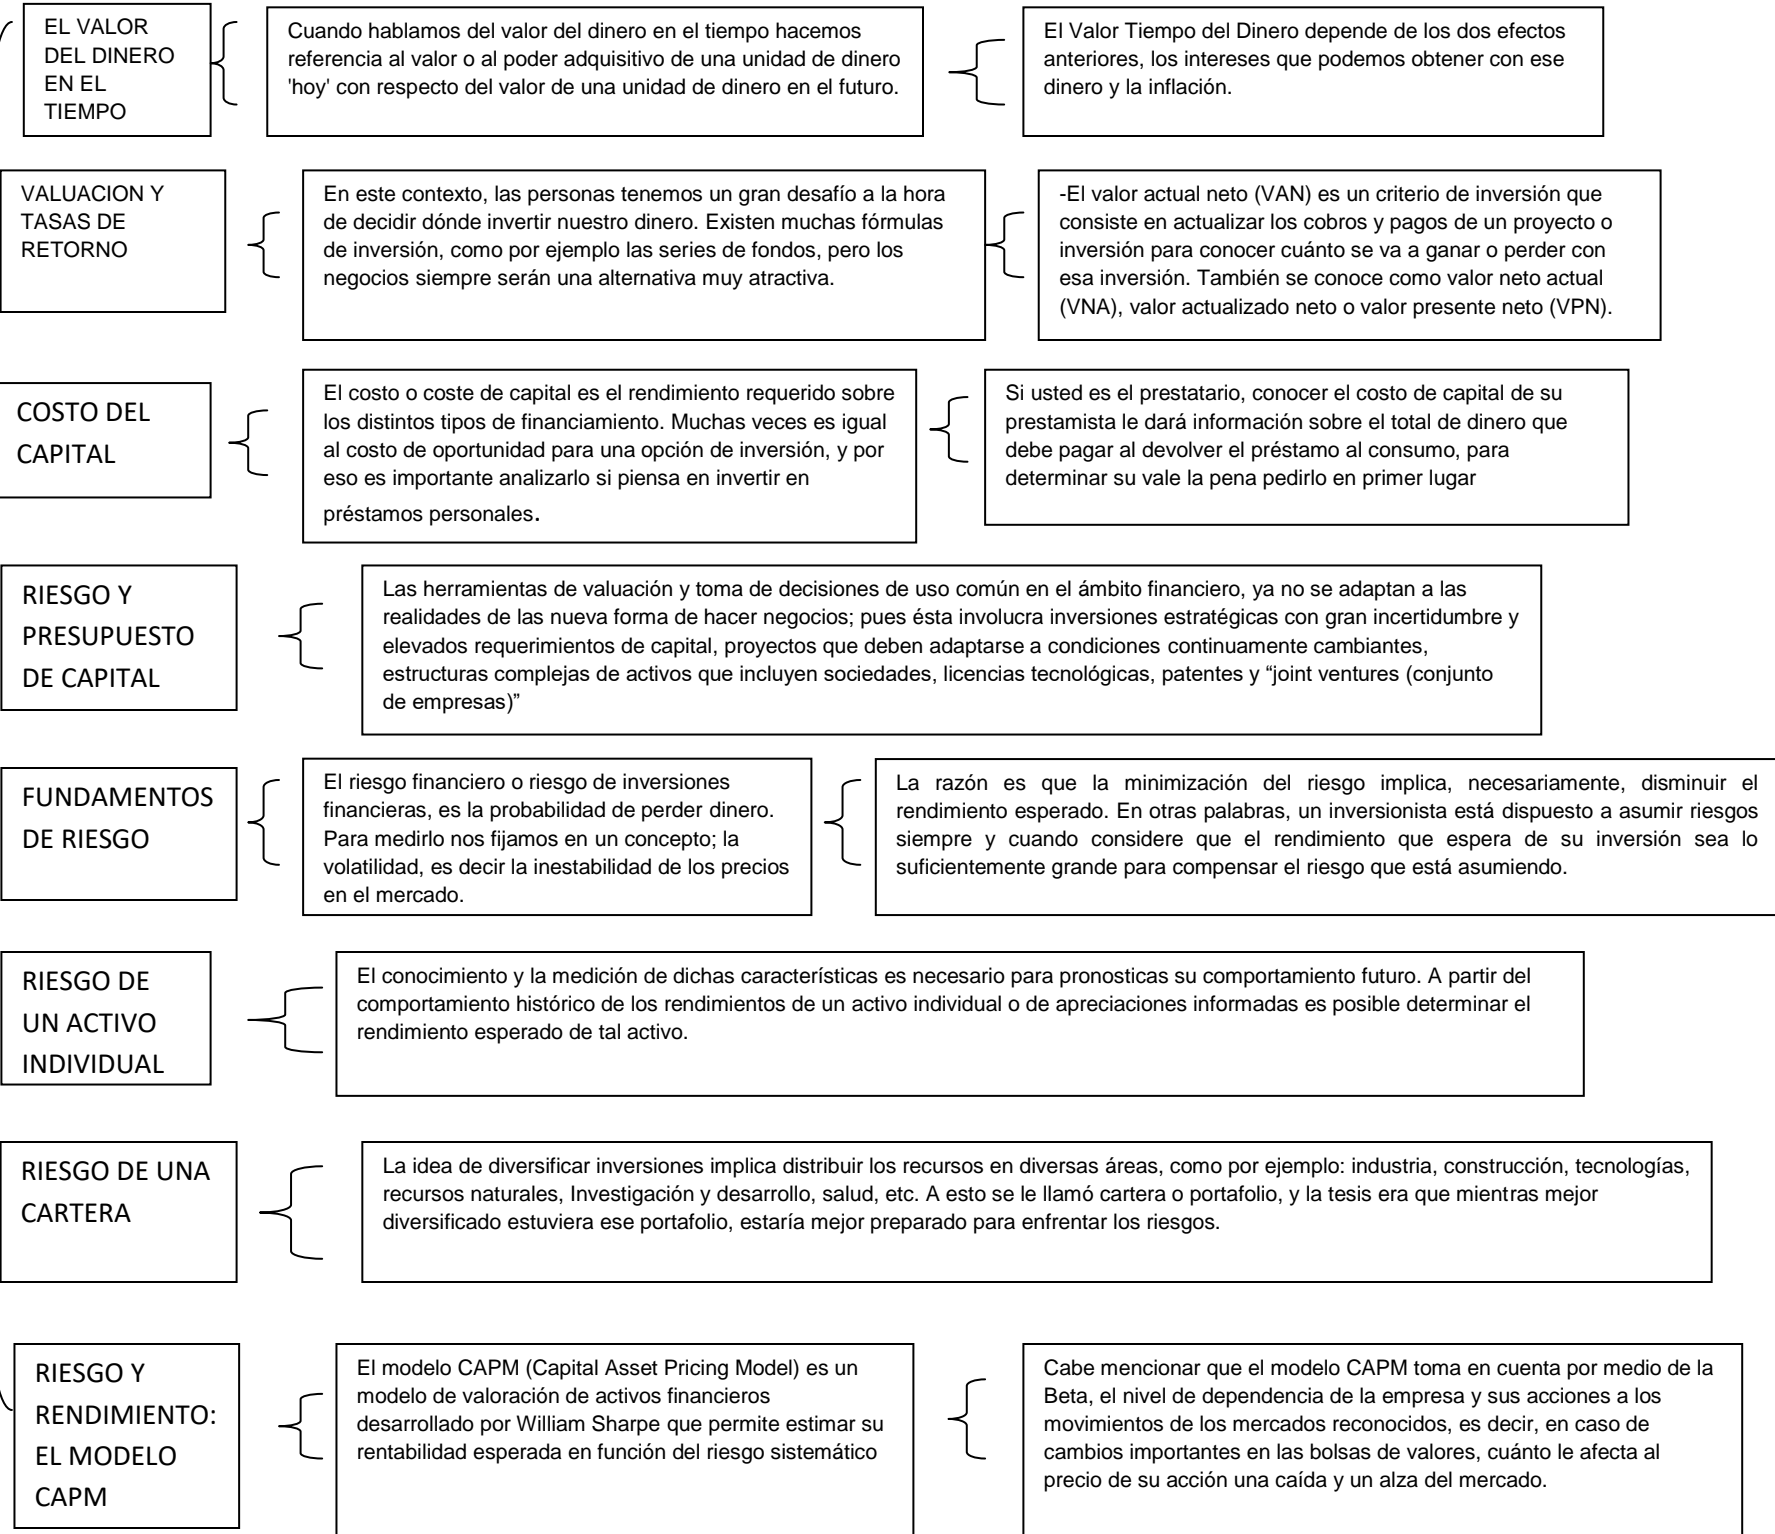 EL VALOR
DEL DINERO
EN EL
TIEMPO
Cuando hablamos del valor del dinero en el tiempo hacemos
referencia al valor o al poder adquisitivo de una unidad de dinero
'hoy' con respecto del valor de una unidad de dinero en el futuro.
El Valor Tiempo del Dinero depende de los dos efectos
anteriores, los intereses que podemos obtener con ese
dinero y la inflación.
VALUACION Y
TASAS DE
RETORNO
En este contexto, las personas tenemos un gran desafío a la hora
de decidir dónde invertir nuestro dinero. Existen muchas fórmulas
de inversión, como por ejemplo las series de fondos, pero los
negocios siempre serán una alternativa muy atractiva.
-El valor actual neto (VAN) es un criterio de inversión que
consiste en actualizar los cobros y pagos de un proyecto o
inversión para conocer cuánto se va a ganar o perder con
esa inversión. También se conoce como valor neto actual
(VNA), valor actualizado neto o valor presente neto (VPN).
COSTO DEL
CAPITAL
El costo o coste de capital es el rendimiento requerido sobre
los distintos tipos de financiamiento. Muchas veces es igual
al costo de oportunidad para una opción de inversión, y por
eso es importante analizarlo si piensa en invertir en
préstamos personales.
Si usted es el prestatario, conocer el costo de capital de su
prestamista le dará información sobre el total de dinero que
debe pagar al devolver el préstamo al consumo, para
determinar su vale la pena pedirlo en primer lugar
RIESGO Y
PRESUPUESTO
DE CAPITAL
Las herramientas de valuación y toma de decisiones de uso común en el ámbito financiero, ya no se adaptan a las
realidades de las nueva forma de hacer negocios; pues ésta involucra inversiones estratégicas con gran incertidumbre y
elevados requerimientos de capital, proyectos que deben adaptarse a condiciones continuamente cambiantes,
estructuras complejas de activos que incluyen sociedades, licencias tecnológicas, patentes y “joint ventures (conjunto
de empresas)”
FUNDAMENTOS
DE RIESGO
El riesgo financiero o riesgo de inversiones
financieras, es la probabilidad de perder dinero.
Para medirlo nos fijamos en un concepto; la
volatilidad, es decir la inestabilidad de los precios
en el mercado.
La razón es que la minimización del riesgo implica, necesariamente, disminuir el
rendimiento esperado. En otras palabras, un inversionista está dispuesto a asumir riesgos
siempre y cuando considere que el rendimiento que espera de su inversión sea lo
suficientemente grande para compensar el riesgo que está asumiendo.
RIESGO DE
UN ACTIVO
INDIVIDUAL
El conocimiento y la medición de dichas características es necesario para pronosticas su comportamiento futuro. A partir del
comportamiento histórico de los rendimientos de un activo individual o de apreciaciones informadas es posible determinar el
rendimiento esperado de tal activo.
RIESGO DE UNA
CARTERA
La idea de diversificar inversiones implica distribuir los recursos en diversas áreas, como por ejemplo: industria, construcción, tecnologías,
recursos naturales, Investigación y desarrollo, salud, etc. A esto se le llamó cartera o portafolio, y la tesis era que mientras mejor
diversificado estuviera ese portafolio, estaría mejor preparado para enfrentar los riesgos.
RIESGO Y
RENDIMIENTO:
EL MODELO
CAPM
El modelo CAPM (Capital Asset Pricing Model) es un
modelo de valoración de activos financieros
desarrollado por William Sharpe que permite estimar su
rentabilidad esperada en función del riesgo sistemático
Cabe mencionar que el modelo CAPM toma en cuenta por medio de la
Beta, el nivel de dependencia de la empresa y sus acciones a los
movimientos de los mercados reconocidos, es decir, en caso de
cambios importantes en las bolsas de valores, cuánto le afecta al
precio de su acción una caída y un alza del mercado.